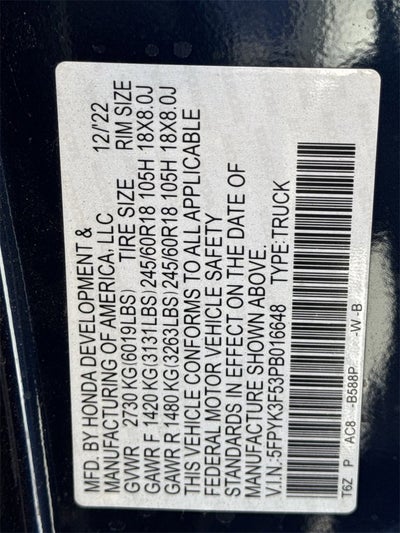 MFD. BY HONDA DEVELOPMENT &
MANUFACTURING OF AMERICA, LLC 12/'22
GVWR 2730 KG(6019LBS) TIRE SIZE RIM SIZE
GAWR F 1420 KG(3131LBS) 245/60R18 105H 18X8.0J
GAWR R 1480 KG(3263LBS) 245/60R18 105H 18X8.0J
THIS VEHICLE CONFORMS TO ALL APPLICABLE
FEDERAL MOTOR VEHICLE SAFETY
STANDARDS IN EFFECT ON THE DATE OF
MANUFACTURE SHOWN ABOVE.
V.I.N.:5FPYK3F53PB016648 TYPE:TRUCK
T6Z P AC8 -B588P -W-B